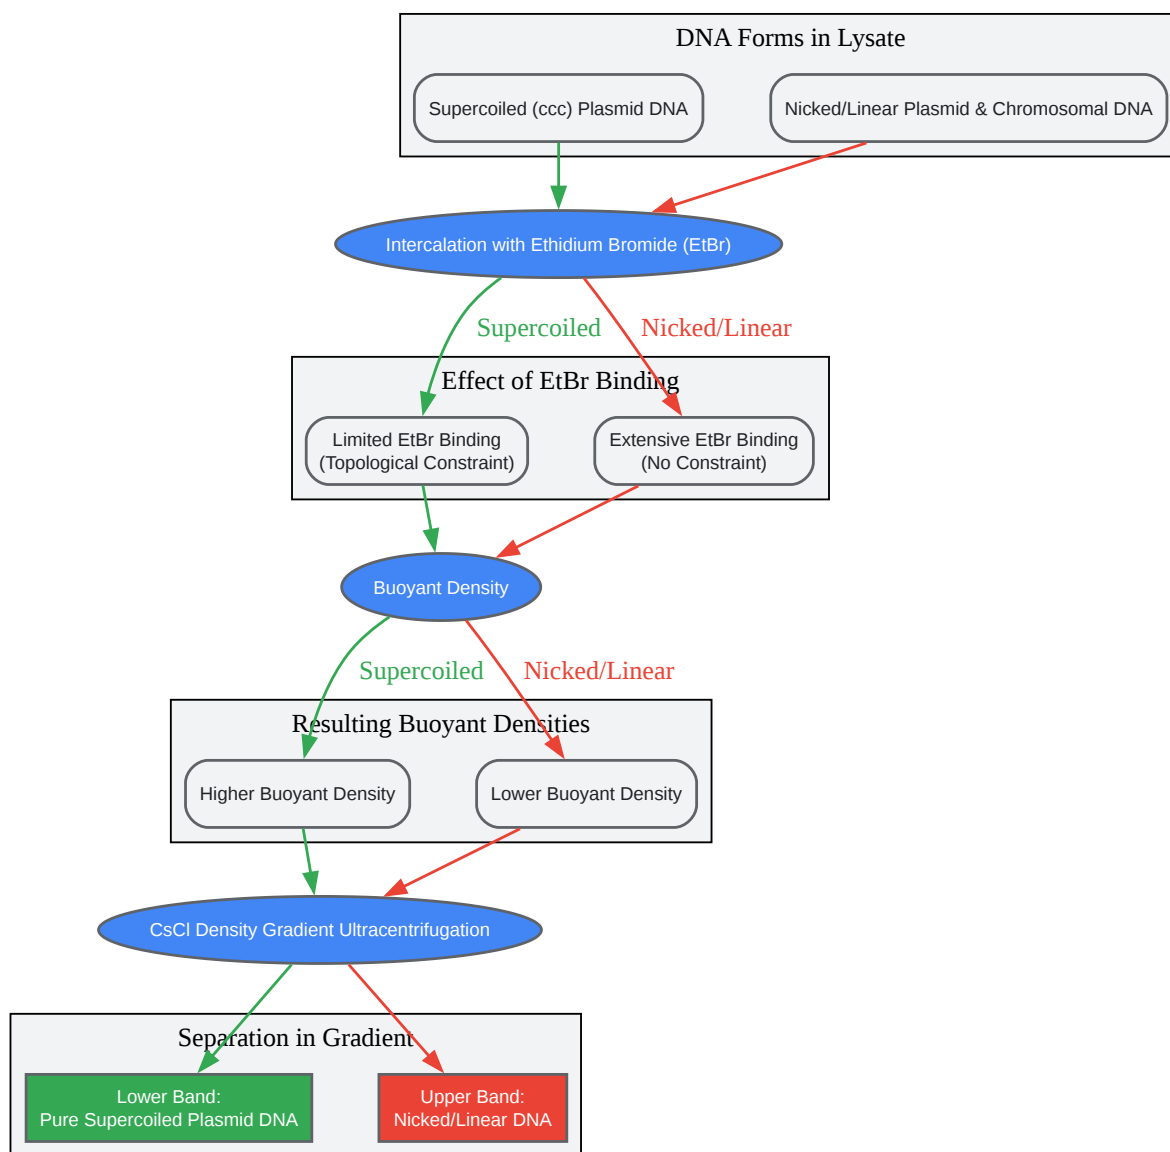 DNA Forms in Lysate
Supercoiled (ccc) Plasmid DNA
Nicked/Linear Plasmid & Chromosomal DNA
Intercalation with Ethidium Bromide (EtBr)
Supercoiled
Nicked/Linear
Effect of EtBr Binding
Limited EtBr Binding
(Topological Constraint)
Extensive EtBr Binding
(No Constraint)
Buoyant Density
Supercoiled
Nicked/Linear
Resulting Buoyant Densities
Higher Buoyant Density
Lower Buoyant Density
CsCl Density Gradient Ultracentrifugation
Separation in Gradient
Lower Band:
Pure Supercoiled Plasmid DNA
Upper Band:
Nicked/Linear DNA